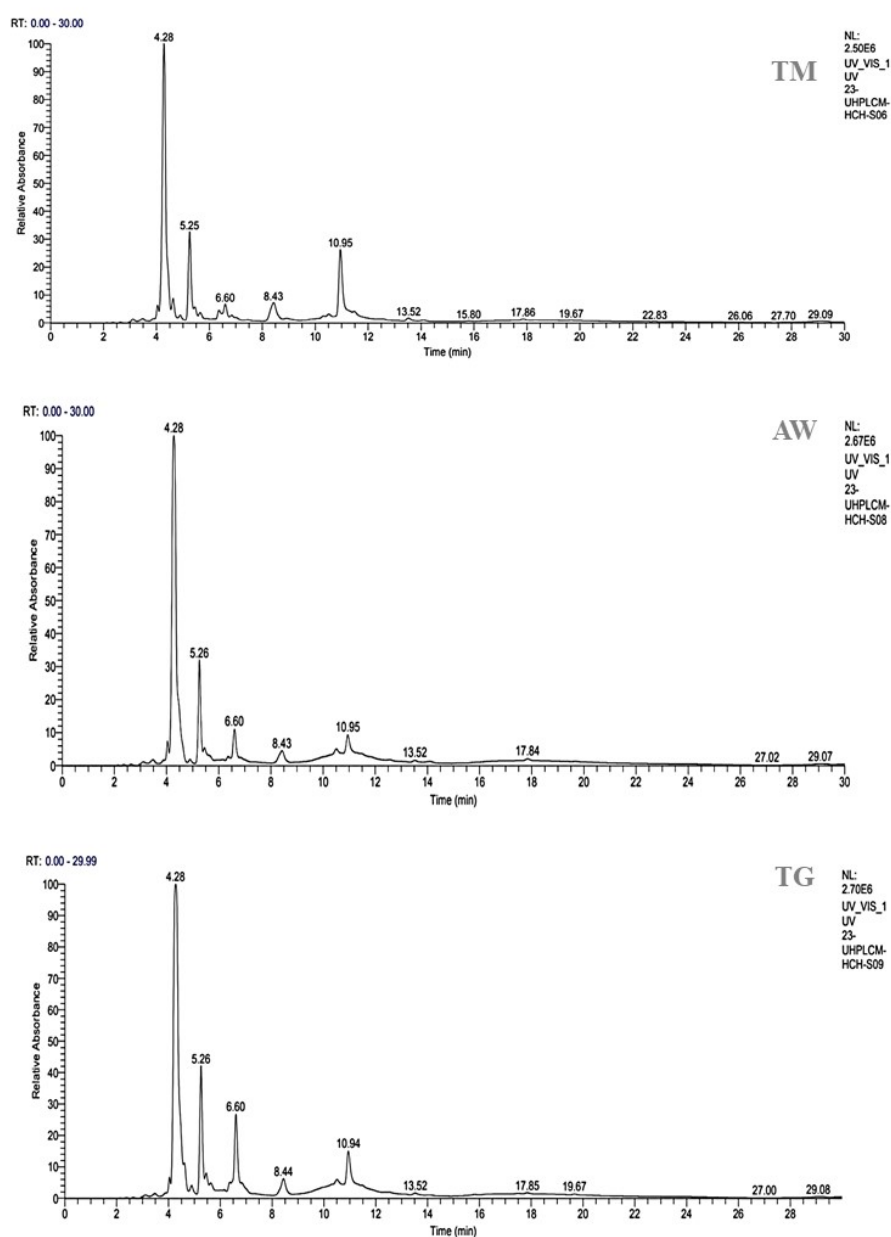 RT: 0.00 - 30.00
TM
NL:
2.50E6
UV_VIS_1
UV
23-
UHPLCM-
HCH-S06
4.28
5.25
6.60
8.43
10.95
13.52
15.80
17.86
19.67
22.83
26.06
27.70
29.09
Relative Absorbance
100
90
80
70
60
50
40
30
20
10
0
0 2 4 6 8 10 12 14 16 18 20 22 24 26 28 30
Time (min)
RT: 0.00 - 30.00
AW
NL:
2.67E6
UV_VIS_1
UV
23-
UHPLCM-
HCH-S08
4.28
5.26
6.60
8.43
10.95
13.52
17.84
27.02
29.07
Relative Absorbance
100
90
80
70
60
50
40
30
20
10
0
0 2 4 6 8 10 12 14 16 18 20 22 24 26 28 30
Time (min)
RT: 0.00 - 29.99
TG
NL:
2.70E6
UV_VIS_1
UV
23-
UHPLCM-
HCH-S09
4.28
5.26
6.60
8.44
10.94
13.52
17.85
19.67
27.00
29.08
Relative Absorbance
100
90
80
70
60
50
40
30
20
10
0
0 2 4 6 8 10 12 14 16 18 20 22 24 26 28
Time (min)